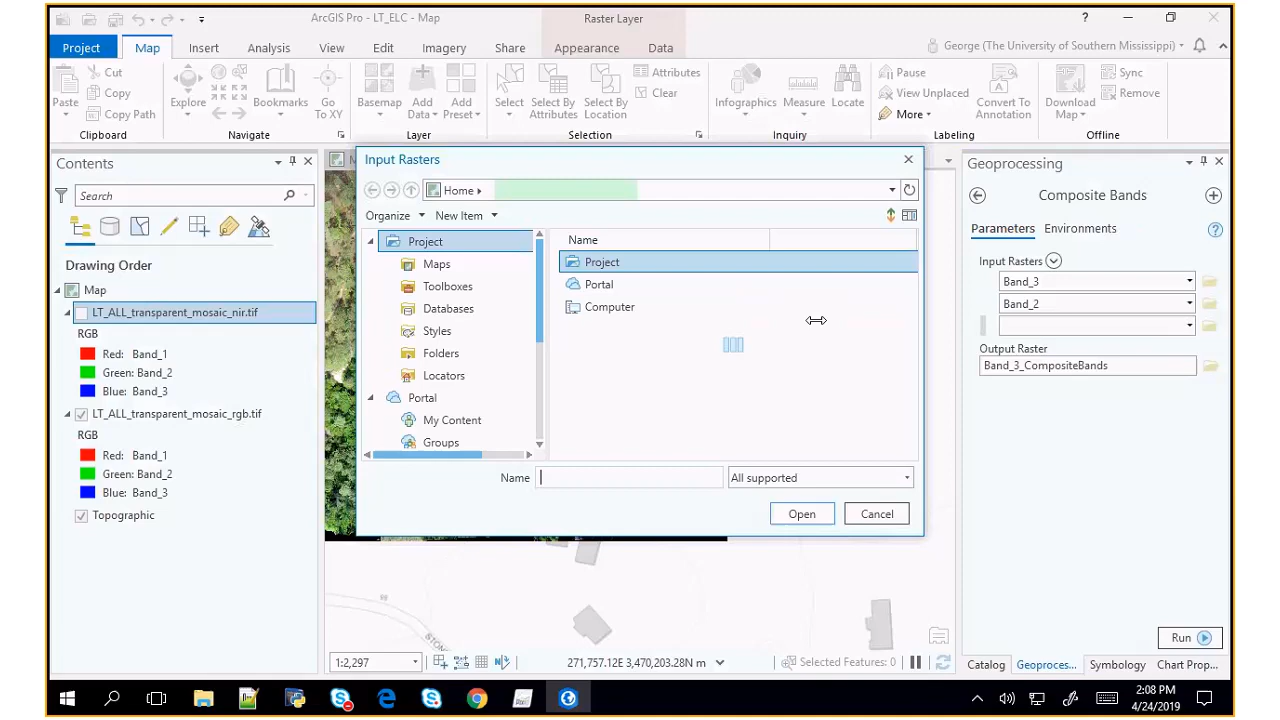 ArcGIS Pro - LT_ELC - Map
Raster Layer
?
Project
Map
Insert
Analysis
View
Edit
Imagery
Share
Appearance
Data
George (The University of Southern Mississippi)
Paste
Cut
Copy
Copy Path
Clipboard
Explore
Bookmarks
Go To XY
Navigate
Basemap
Add Data
Add Preset
Layer
Select
Select By Attributes
Select By Location
Attributes
Clear
Selection
Infographics
Measure
Locate
Inquiry
Pause
View Unplaced
More
Convert To Annotation
Labeling
Download Map
Sync
Remove
Offline
Contents
Search
Drawing Order
Map
LT_ALL_transparent_mosaic_nir.tif
RGB
Red: Band_1
Green: Band_2
Blue: Band_3
LT_ALL_transparent_mosaic_rgb.tif
RGB
Red: Band_1
Green: Band_2
Blue: Band_3
Topographic
Input Rasters
Home
Organize
New Item
Project
Maps
Toolboxes
Databases
Styles
Folders
Locators
Portal
My Content
Groups
Name
Project
Portal
Computer
Name
All supported
Open
Cancel
1:2,297
271,757.12E 3,470,203.28N m
Selected Features: 0
Geoprocessing
Composite Bands
Parameters
Environments
?
Input Rasters
Band_3
Band_2
Output Raster
Band_3_CompositeBands
Run
Catalog
Geoproces...
Symbology
Chart Prop...
2:08 PM
4/24/2019